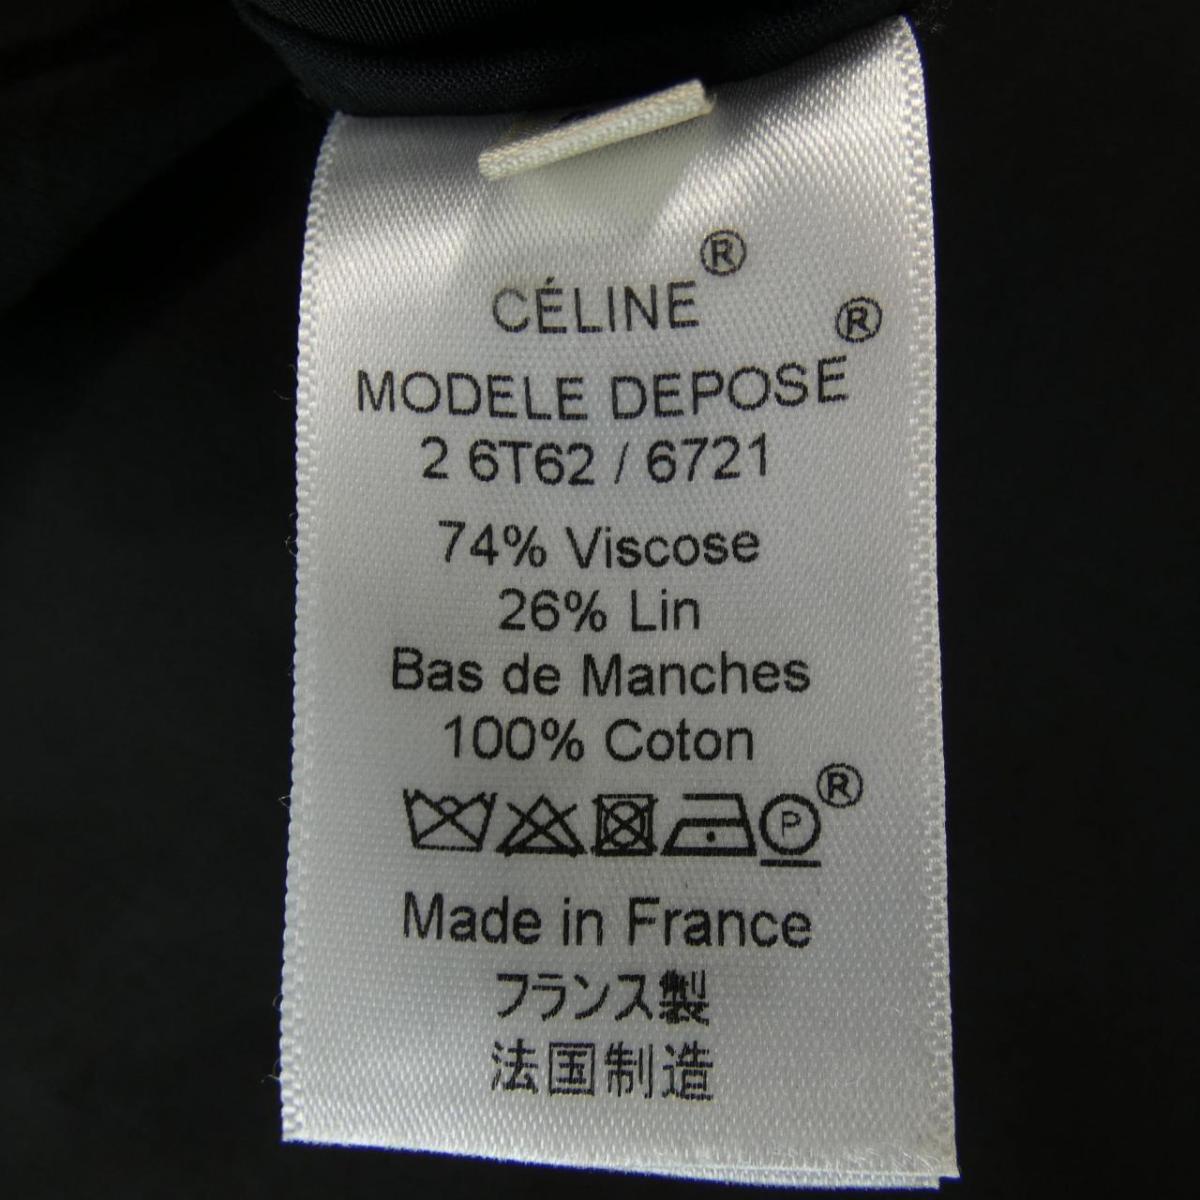 CÉLINE®
MODELE DEPOSE®
2 6T62 / 6721
74% Viscose
26% Lin
Bas de Manches
100% Coton
P ®
Made in France
フランス製
法国制造